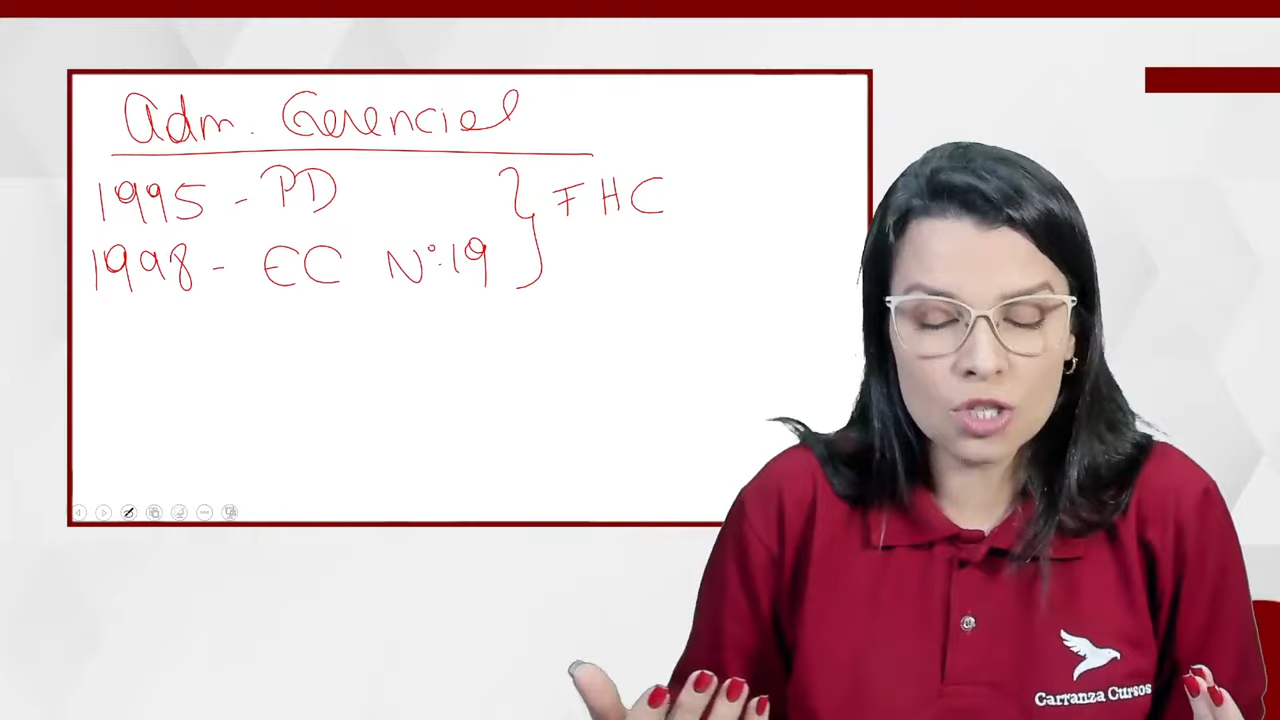 Adm. Gerencial
1995 - PD } FHC
1998 - EC Nº 19
Carranza Cursos